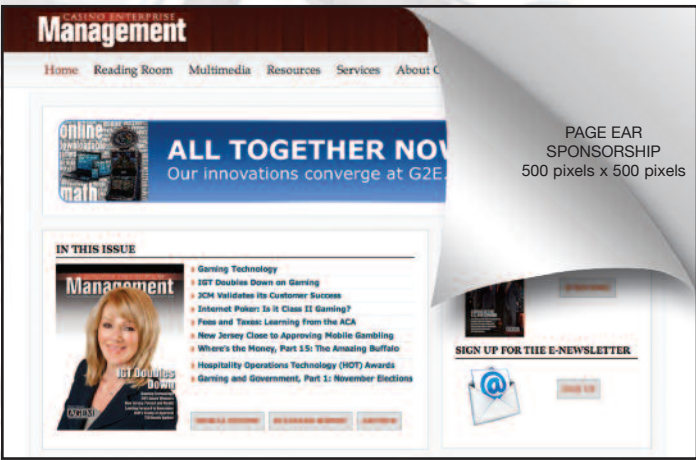 CASINO ENTERPRISE
Management
Home Reading Room Multimedia Resources Services About
PAGE EAR
SPONSORSHIP
500 pixels x 500 pixels
online
math
ALL TOGETHER NOW
Our innovations converge at G2E.
IN THIS ISSUE
Management
IGT Doubles
Down
Gaming Technology
IGT Doubles Down on Gaming
JCM Validates its Customer Success
Internet Poker: Is it Class II Gaming?
Fees and Taxes: Learning from the ACA
New Jersey Close to Approving Mobile Gambling
Where's the Money, Part 15: The Amazing Buffalo
Hospitality Operations Technology (HOT) Awards
Gaming and Government, Part 1: November Elections
SIGN UP FOR THE E-NEWSLETTER
@